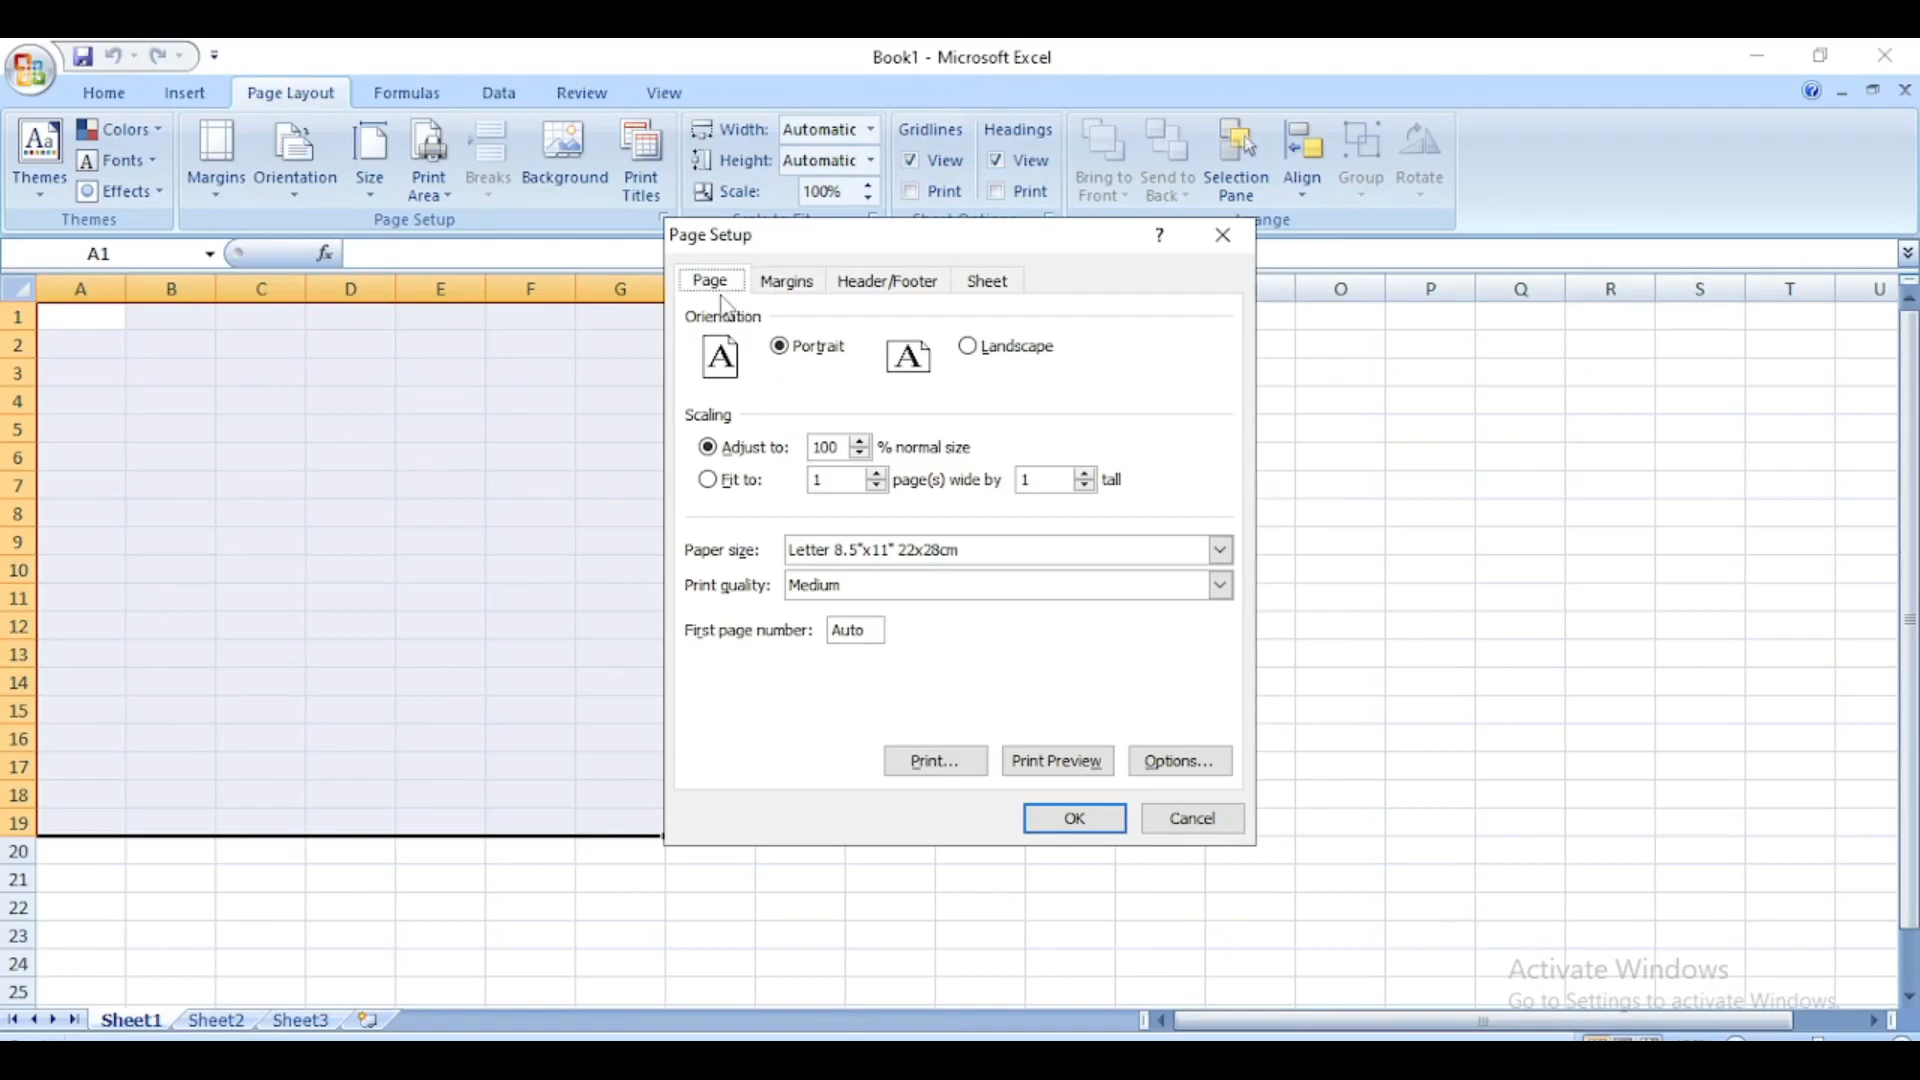 Book1 - Microsoft Excel
Home Insert Page Layout Formulas Data Review View
Aa Colors Fonts Effects Themes
Themes
Margins Orientation Size Print Area Breaks Background Print Titles
Page Setup
Width: Automatic
Height: Automatic
Scale: 100%
Gridlines Headings
View View
Print Print
Bring to Front Send to Back Selection Pane Align Group Rotate
A1 fx
Page Setup ?
Page Margins Header/Footer Sheet
Orientation
A Portrait A Landscape
Scaling
Adjust to: 100 % normal size
Fit to: 1 page(s) wide by 1 tall
Paper size: Letter 8.5"x11" 22x28cm
Print quality: Medium
First page number: Auto
Print... Print Preview Options...
OK Cancel
A B C D E F G O P Q R S T U
1
2
3
4
5
6
7
8
9
10
11
12
13
14
15
16
17
18
19
20
21
22
23
24
25
Activate Windows
Go to Settings to activate Windows.
Sheet1 Sheet2 Sheet3